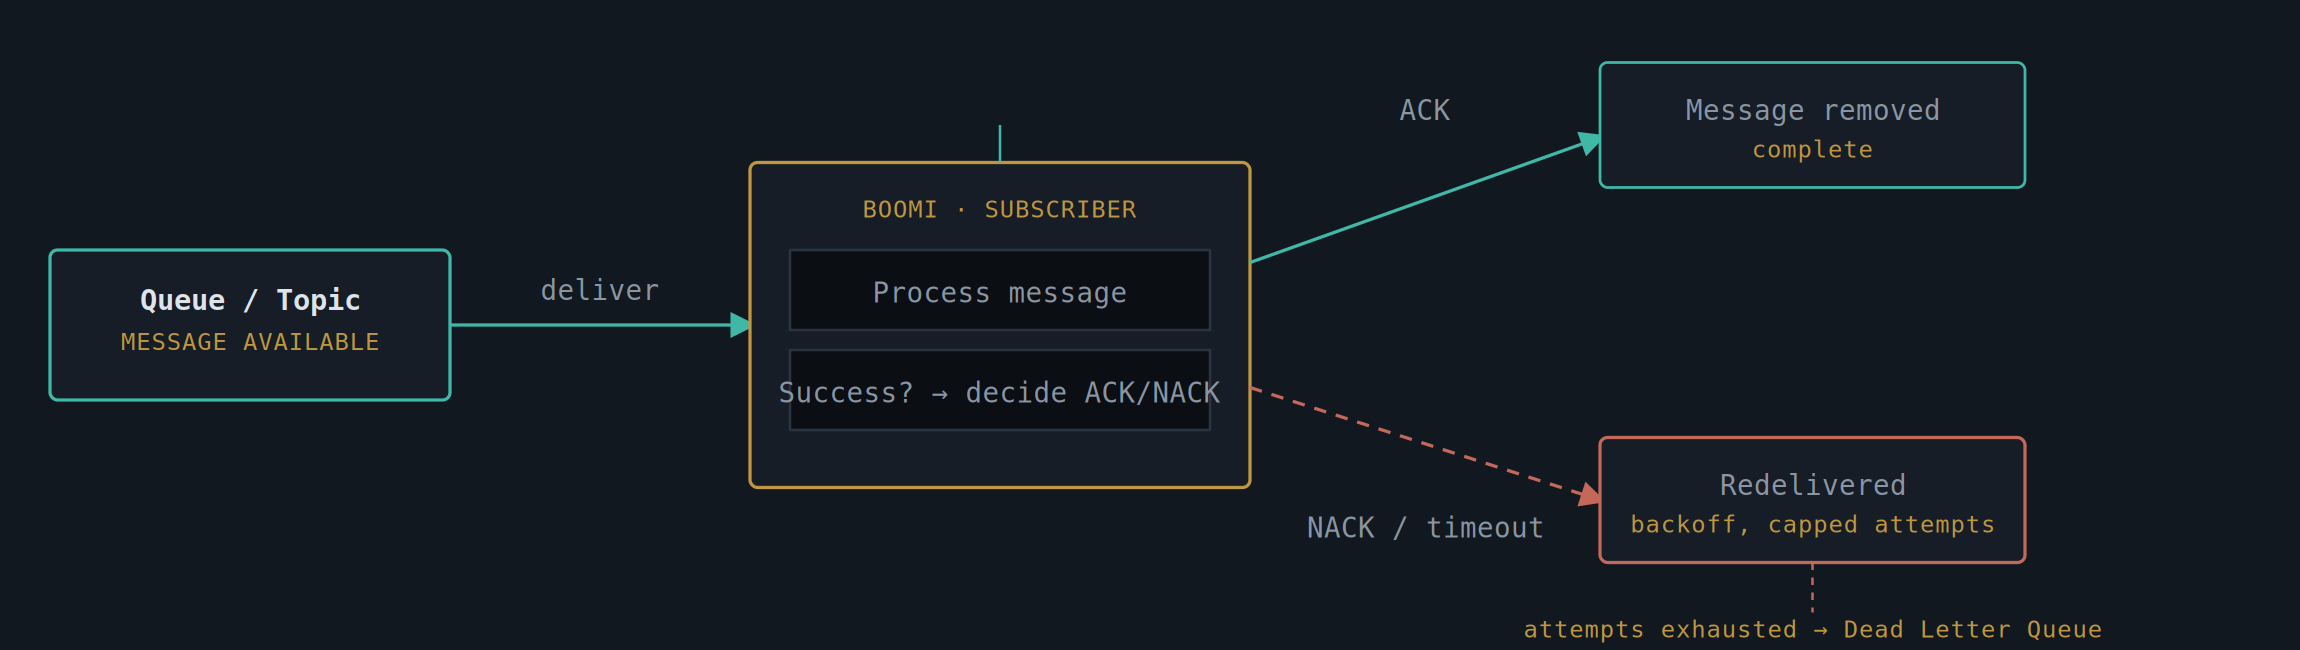 Queue / Topic
MESSAGE AVAILABLE
deliver
BOOMI · SUBSCRIBER
Process message
Success? → decide ACK/NACK
ACK
Message removed
complete
NACK / timeout
Redelivered
backoff, capped attempts
attempts exhausted → Dead Letter Queue